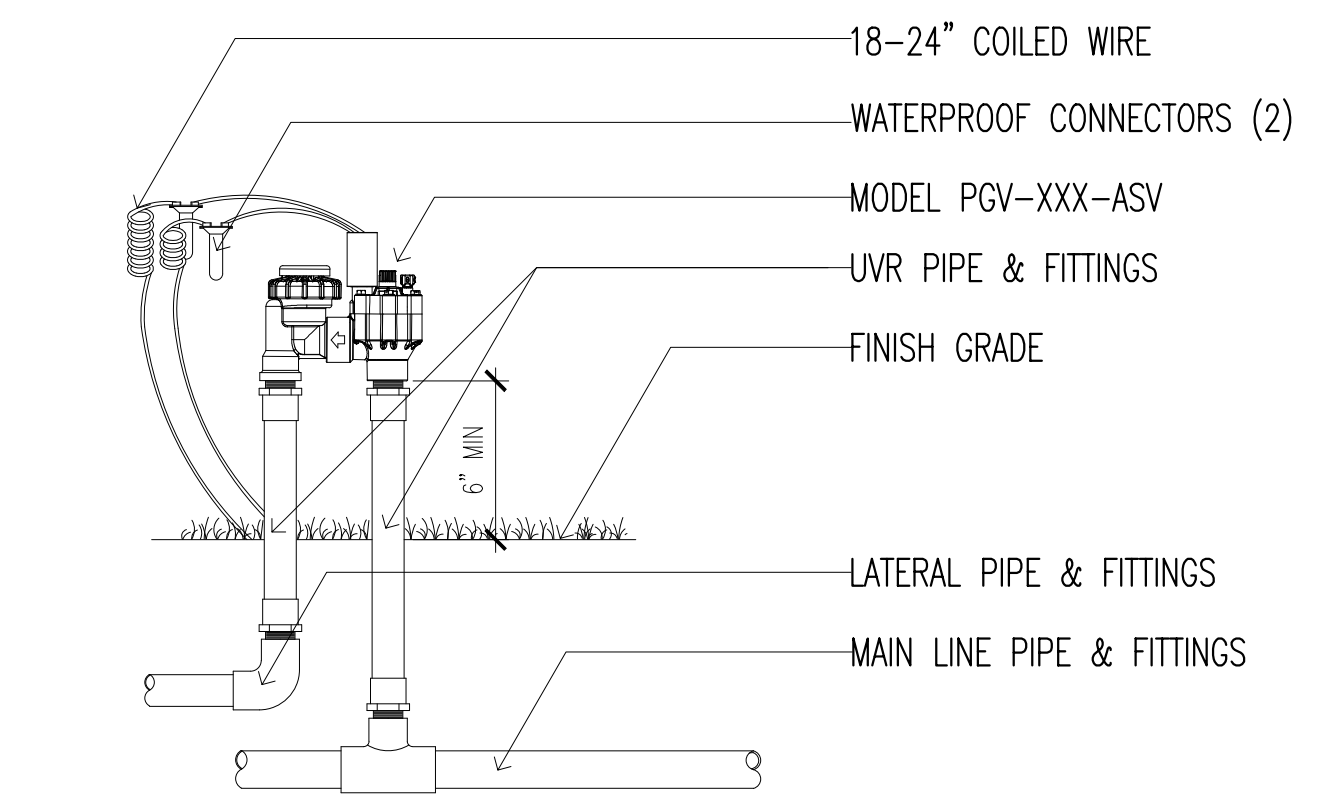 18-24” COILED WIRE
WATERPROOF CONNECTORS (2)
MODEL PGV-XXX-ASV
UVR PIPE & FITTINGS
FINISH GRADE
6” MIN
LATERAL PIPE & FITTINGS
MAIN LINE PIPE & FITTINGS